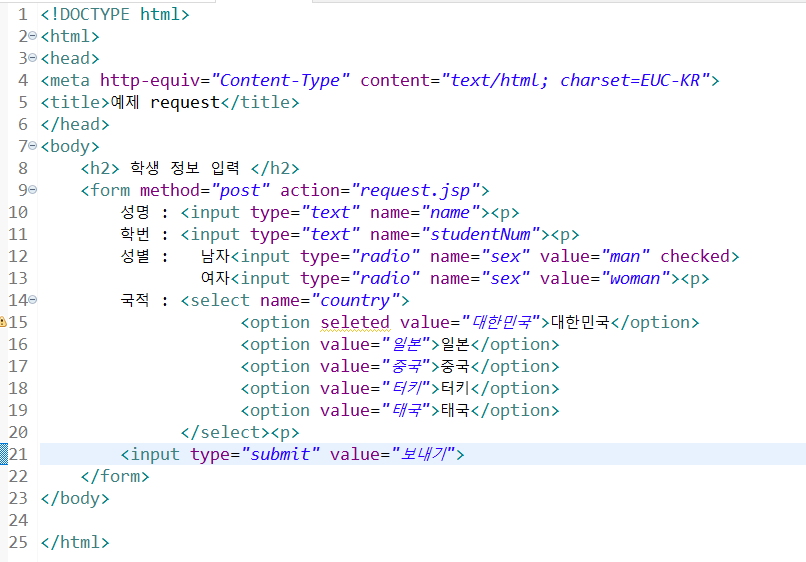 1 <!DOCTYPE html>
2 <html>
3 <head>
4 <meta http-equiv="Content-Type" content="text/html; charset=EUC-KR">
5 <title>예제 request</title>
6 </head>
7 <body>
8 <h2> 학생 정보 입력 </h2>
9 <form method="post" action="request.jsp">
10 성명 : <input type="text" name="name"><p>
11 학번 : <input type="text" name="studentNum"><p>
12 성별 : 남자<input type="radio" name="sex" value="man" checked>
13 여자<input type="radio" name="sex" value="woman"><p>
14 국적 : <select name="country">
15 <option seleted value="대한민국">대한민국</option>
16 <option value="일본">일본</option>
17 <option value="중국">중국</option>
18 <option value="터키">터키</option>
19 <option value="태국">태국</option>
20 </select><p>
21 <input type="submit" value="보내기">
22 </form>
23 </body>
24
25 </html>